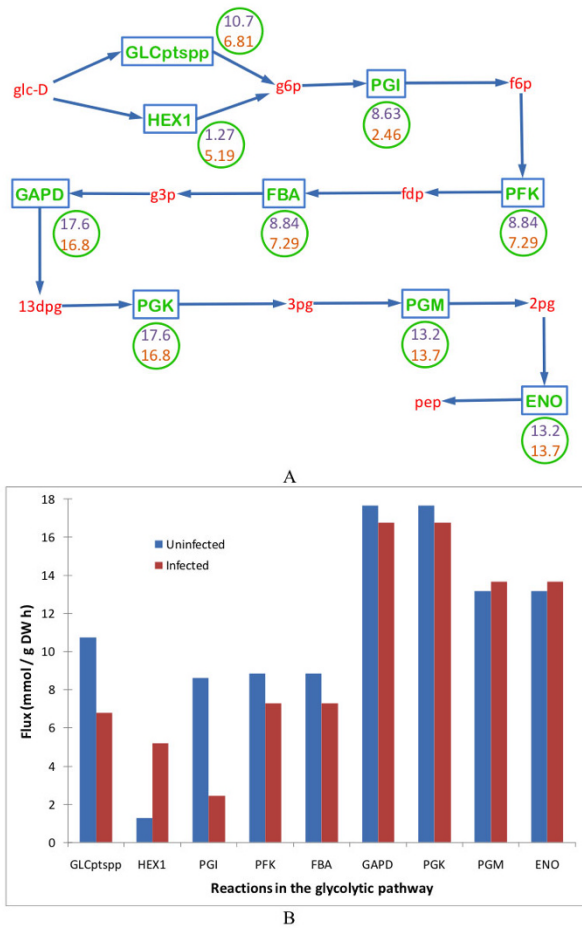 10.7
6.81
GLCptspp
glc-D
g6p
PGI
f6p
HEX1
1.27
5.19
8.63
2.46
GAPD
g3p
FBA
fdp
PFK
17.6
16.8
8.84
7.29
8.84
7.29
13dpg
PGK
3pg
PGM
2pg
17.6
16.8
13.2
13.7
pep
ENO
13.2
13.7
A
18
16
14
12
10
8
6
4
2
0
Flux (mmol / g DW h)
Uninfected
Infected
GLCptspp HEX1 PGI PFK FBA GAPD PGK PGM ENO
Reactions in the glycolytic pathway
B